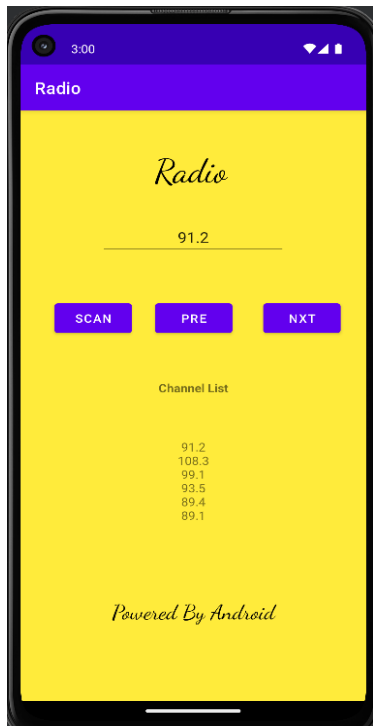 3:00
Radio
Radio
91.2
SCAN PRE NXT
Channel List
91.2
108.3
99.1
93.5
89.4
89.1
Powered By Android